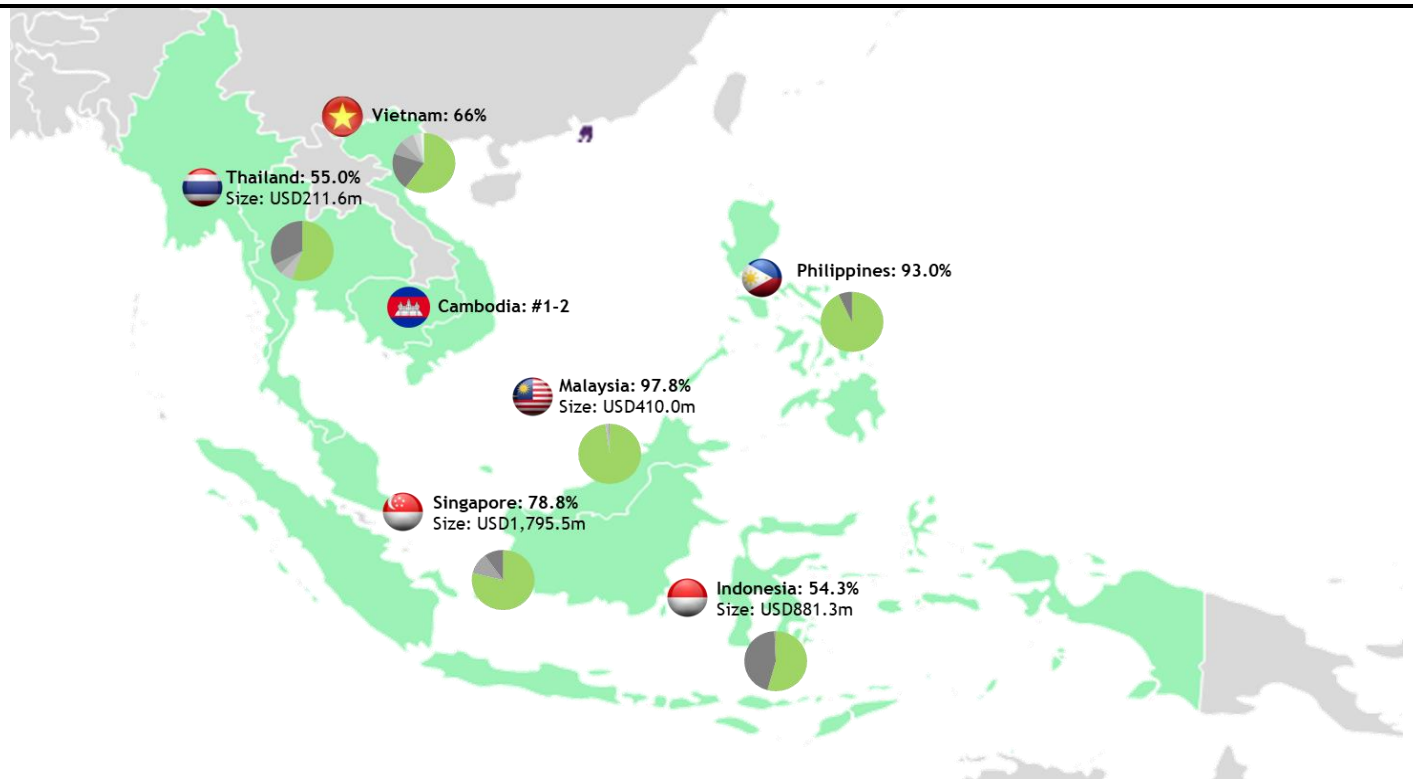 Vietnam: 66%
Thailand: 55.0%
Size: USD211.6m
Philippines: 93.0%
Cambodia: #1-2
Malaysia: 97.8%
Size: USD410.0m
Singapore: 78.8%
Size: USD1,795.5m
Indonesia: 54.3%
Size: USD881.3m